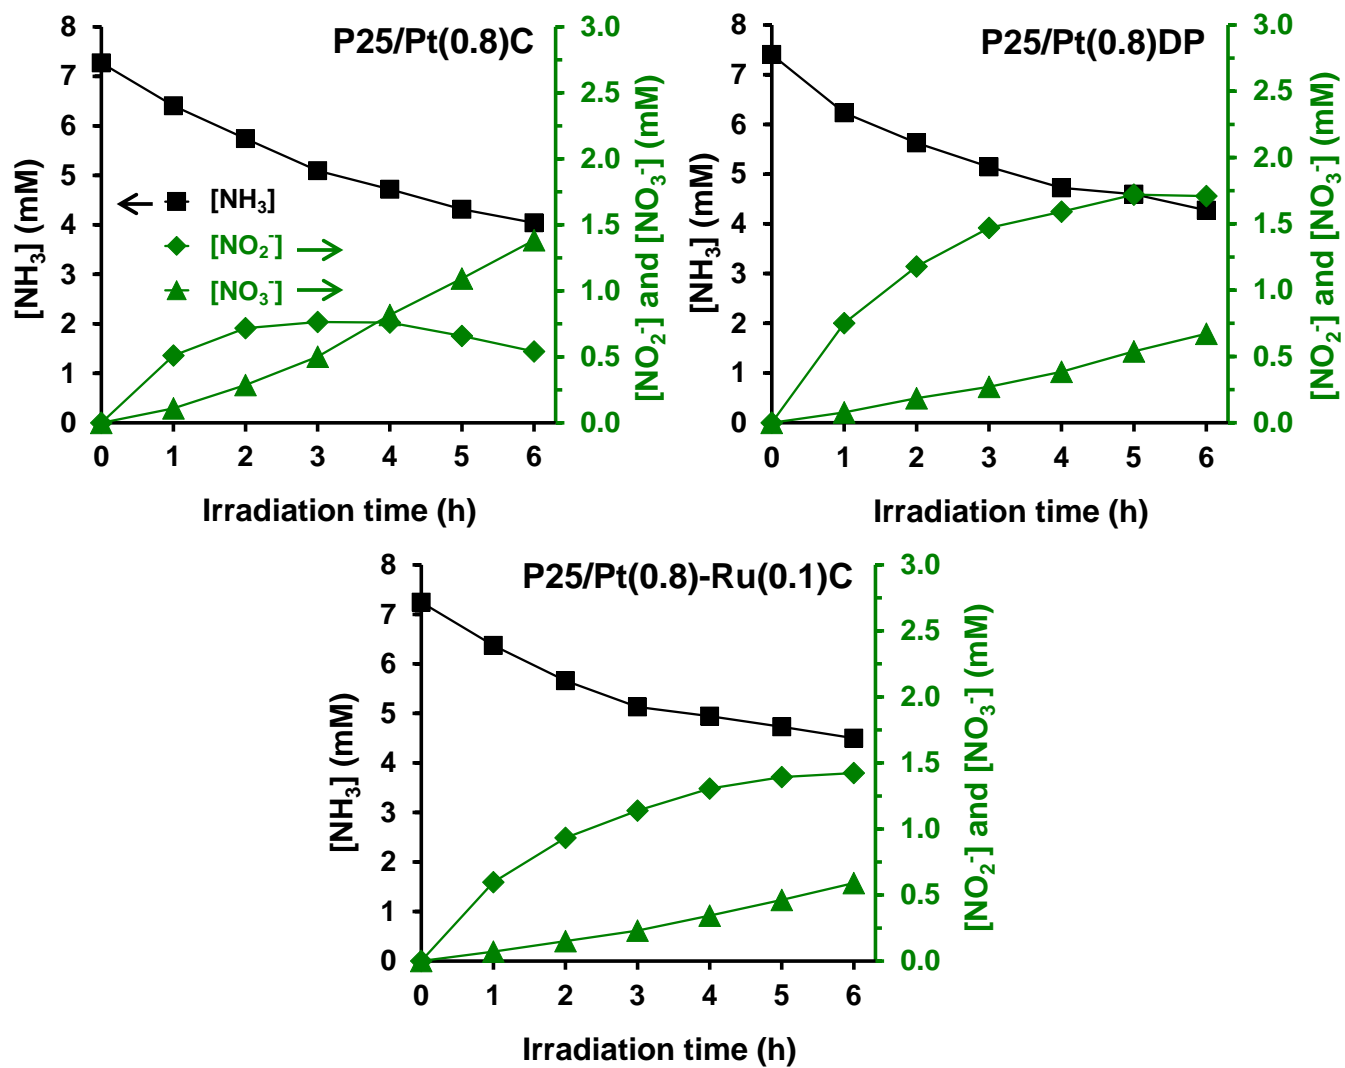 P25/Pt(0.8)C
8
7
6
5
4
3
2
1
0
[NH₃] (mM)
[NH₃]
[NO₂⁻]
[NO₃⁻]
3.0
2.5
2.0
1.5
1.0
0.5
0.0
[NO₂⁻] and [NO₃⁻] (mM)
0 1 2 3 4 5 6
Irradiation time (h)
P25/Pt(0.8)DP
8
7
6
5
4
3
2
1
0
[NH₃] (mM)
3.0
2.5
2.0
1.5
1.0
0.5
0.0
[NO₂⁻] and [NO₃⁻] (mM)
0 1 2 3 4 5 6
Irradiation time (h)
P25/Pt(0.8)-Ru(0.1)C
8
7
6
5
4
3
2
1
0
[NH₃] (mM)
3.0
2.5
2.0
1.5
1.0
0.5
0.0
[NO₂⁻] and [NO₃⁻] (mM)
0 1 2 3 4 5 6
Irradiation time (h)